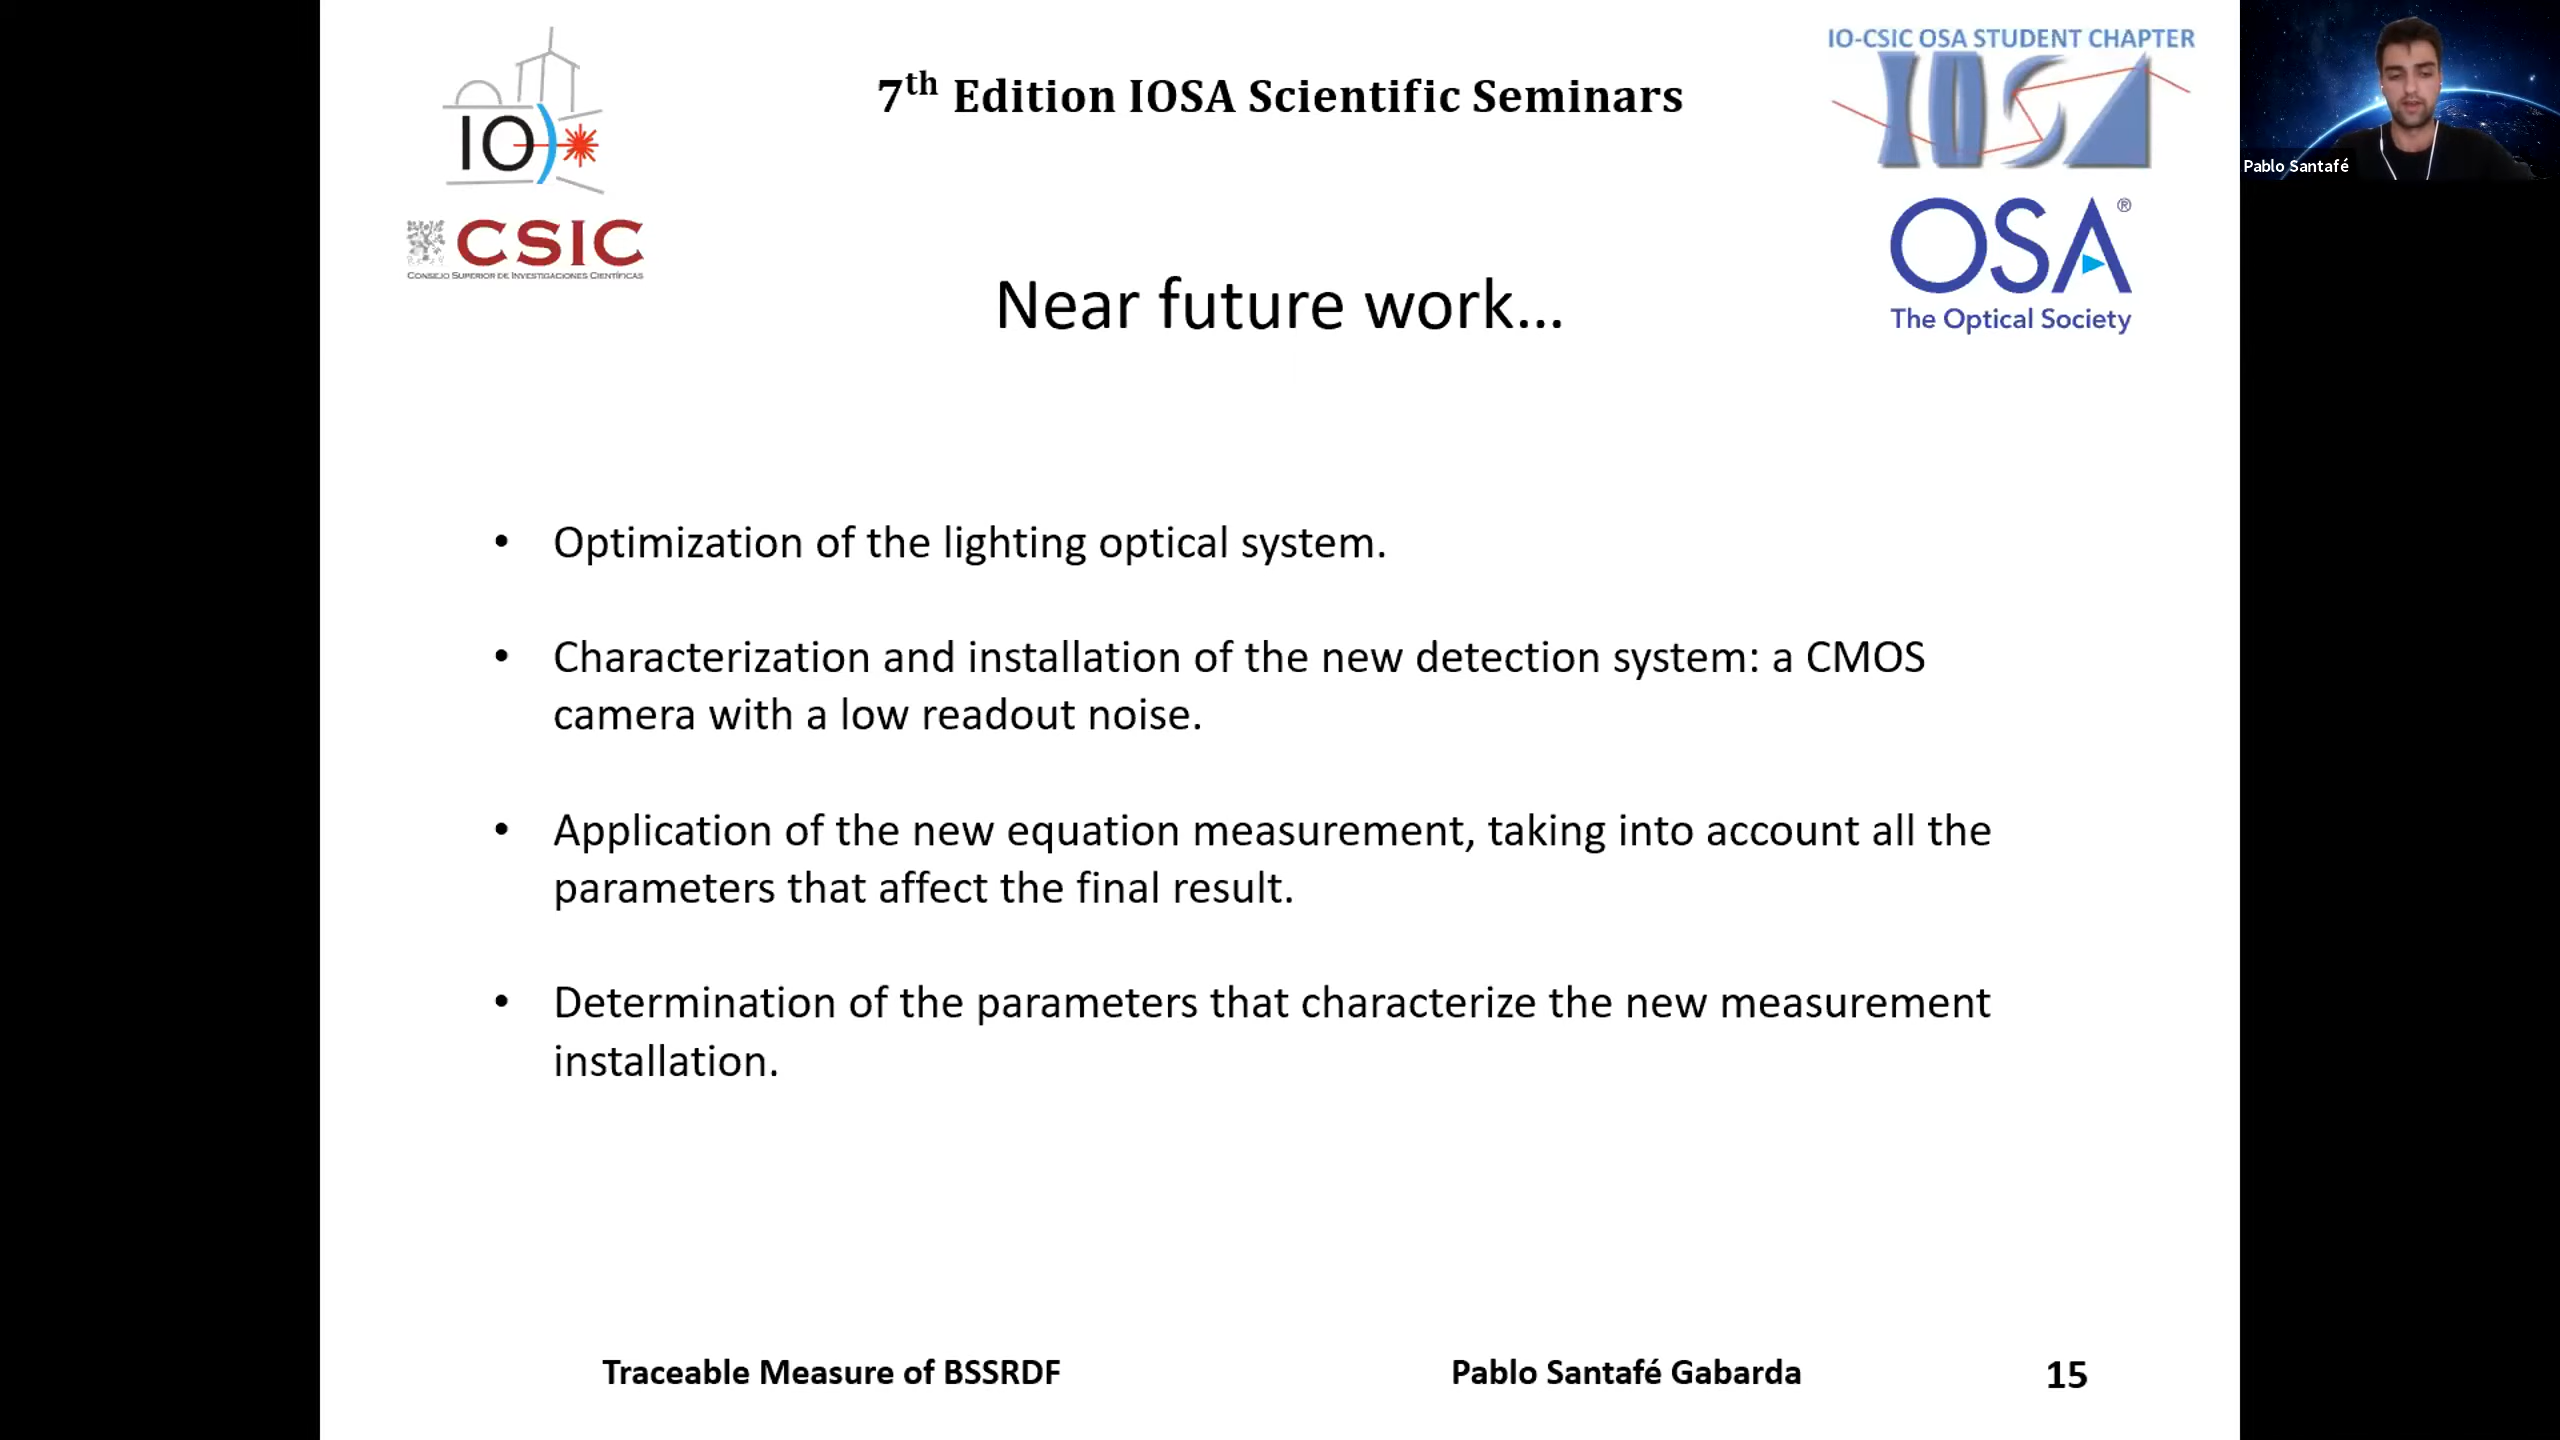 IO-CSIC OSA STUDENT CHAPTER
7th Edition IOSA Scientific Seminars
IOSA
IO
Pablo Santafé
CSIC
CONSEJO SUPERIOR DE INVESTIGACIONES CIENTÍFICAS
OSA®
The Optical Society
Near future work...
• Optimization of the lighting optical system.
• Characterization and installation of the new detection system: a CMOS
camera with a low readout noise.
• Application of the new equation measurement, taking into account all the
parameters that affect the final result.
• Determination of the parameters that characterize the new measurement
installation.
Traceable Measure of BSSRDF
Pablo Santafé Gabarda
15